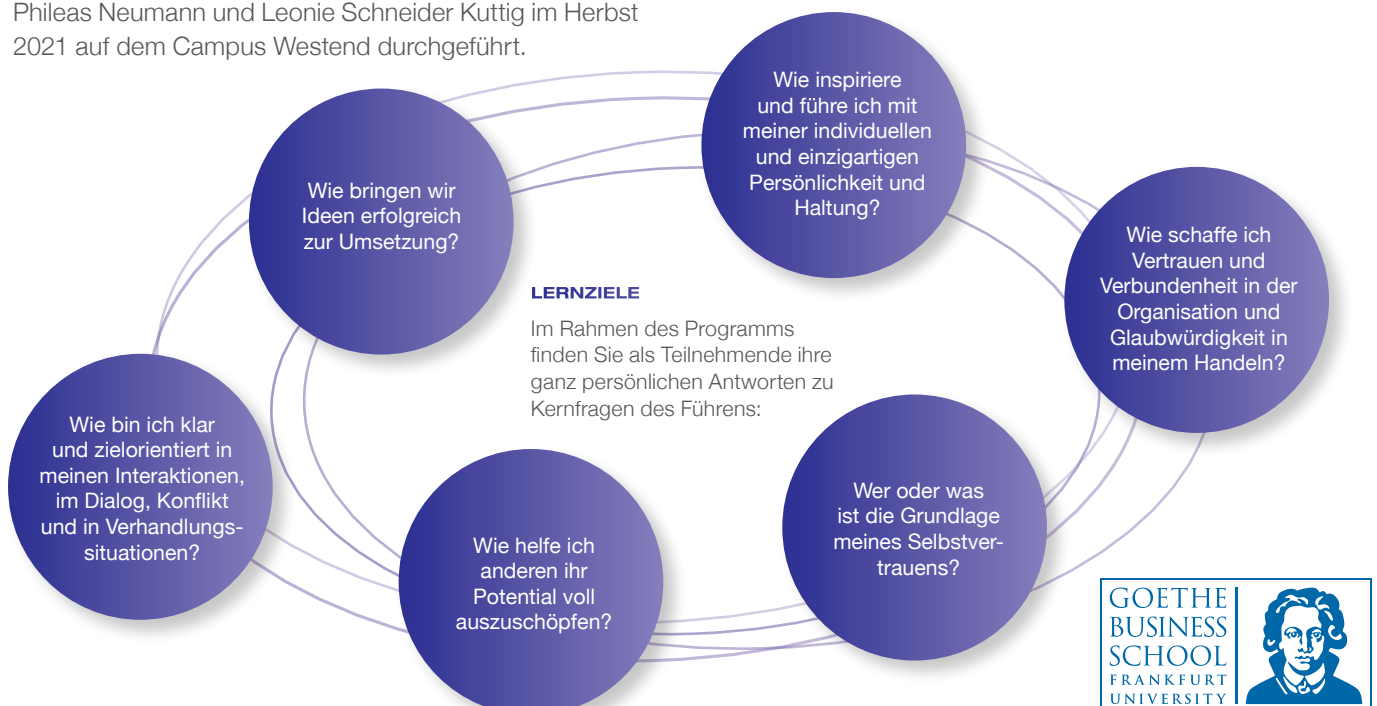 Phileas Neumann und Leonie Schneider Kuttig im Herbst
2021 auf dem Campus Westend durchgeführt.
Wie inspiriere
und führe ich mit
meiner individuellen
und einzigartigen
Persönlichkeit und
Haltung?
Wie bringen wir
Ideen erfolgreich
zur Umsetzung?
Wie schaffe ich
Vertrauen und
Verbundenheit in der
Organisation und
Glaubwürdigkeit in
meinem Handeln?
LERNZIELE
Im Rahmen des Programms
finden Sie als Teilnehmende ihre
ganz persönlichen Antworten zu
Kernfragen des Führens:
Wie bin ich klar
und zielorientiert in
meinen Interaktionen,
im Dialog, Konflikt
und in Verhandlungs-
situationen?
Wie helfe ich
anderen ihr
Potential voll
auszuschöpfen?
Wer oder was
ist die Grundlage
meines Selbstver-
trauens?
GOETHE
BUSINESS
SCHOOL
FRANKFURT
UNIVERSITY